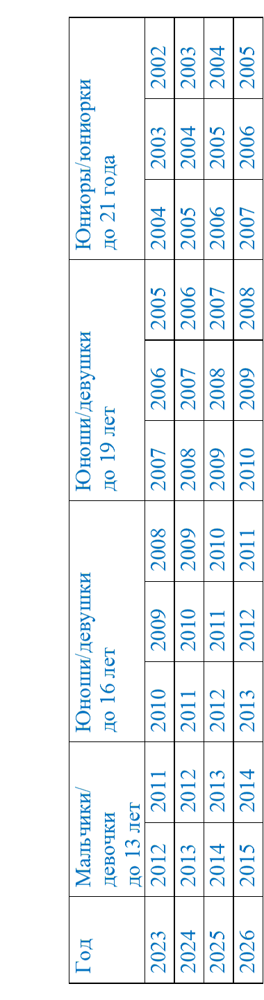 Год Мальчики/ Юноши/девушки Юноши/девушки Юниоры/юниорки
девочки до 16 лет до 19 лет до 21 года
до 13 лет
2023 2012 2011 2010 2009 2008 2007 2006 2005 2004 2003 2002
2024 2013 2012 2011 2010 2009 2008 2007 2006 2005 2004 2003
2025 2014 2013 2012 2011 2010 2009 2008 2007 2006 2005 2004
2026 2015 2014 2013 2012 2011 2010 2009 2008 2007 2006 2005